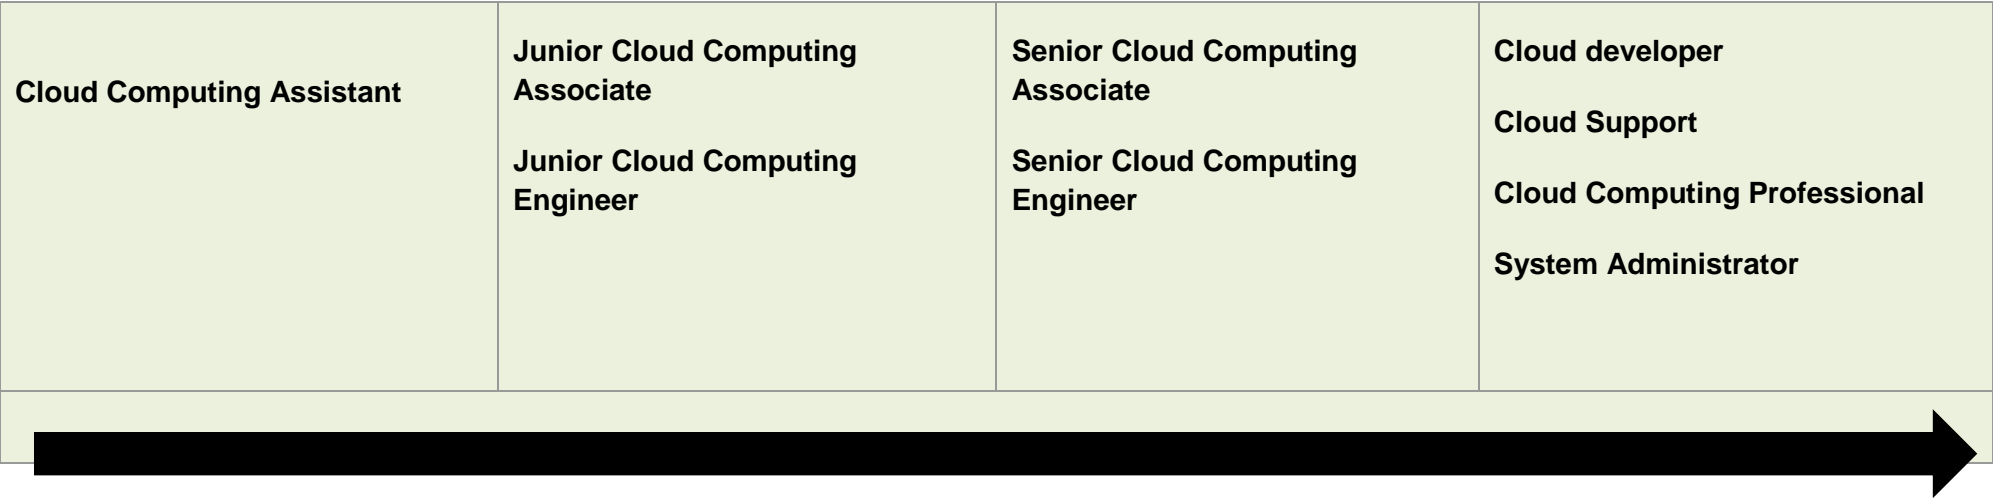 Cloud Computing Assistant
Junior Cloud Computing
Associate
Junior Cloud Computing
Engineer
Senior Cloud Computing
Associate
Senior Cloud Computing
Engineer
Cloud developer
Cloud Support
Cloud Computing Professional
System Administrator